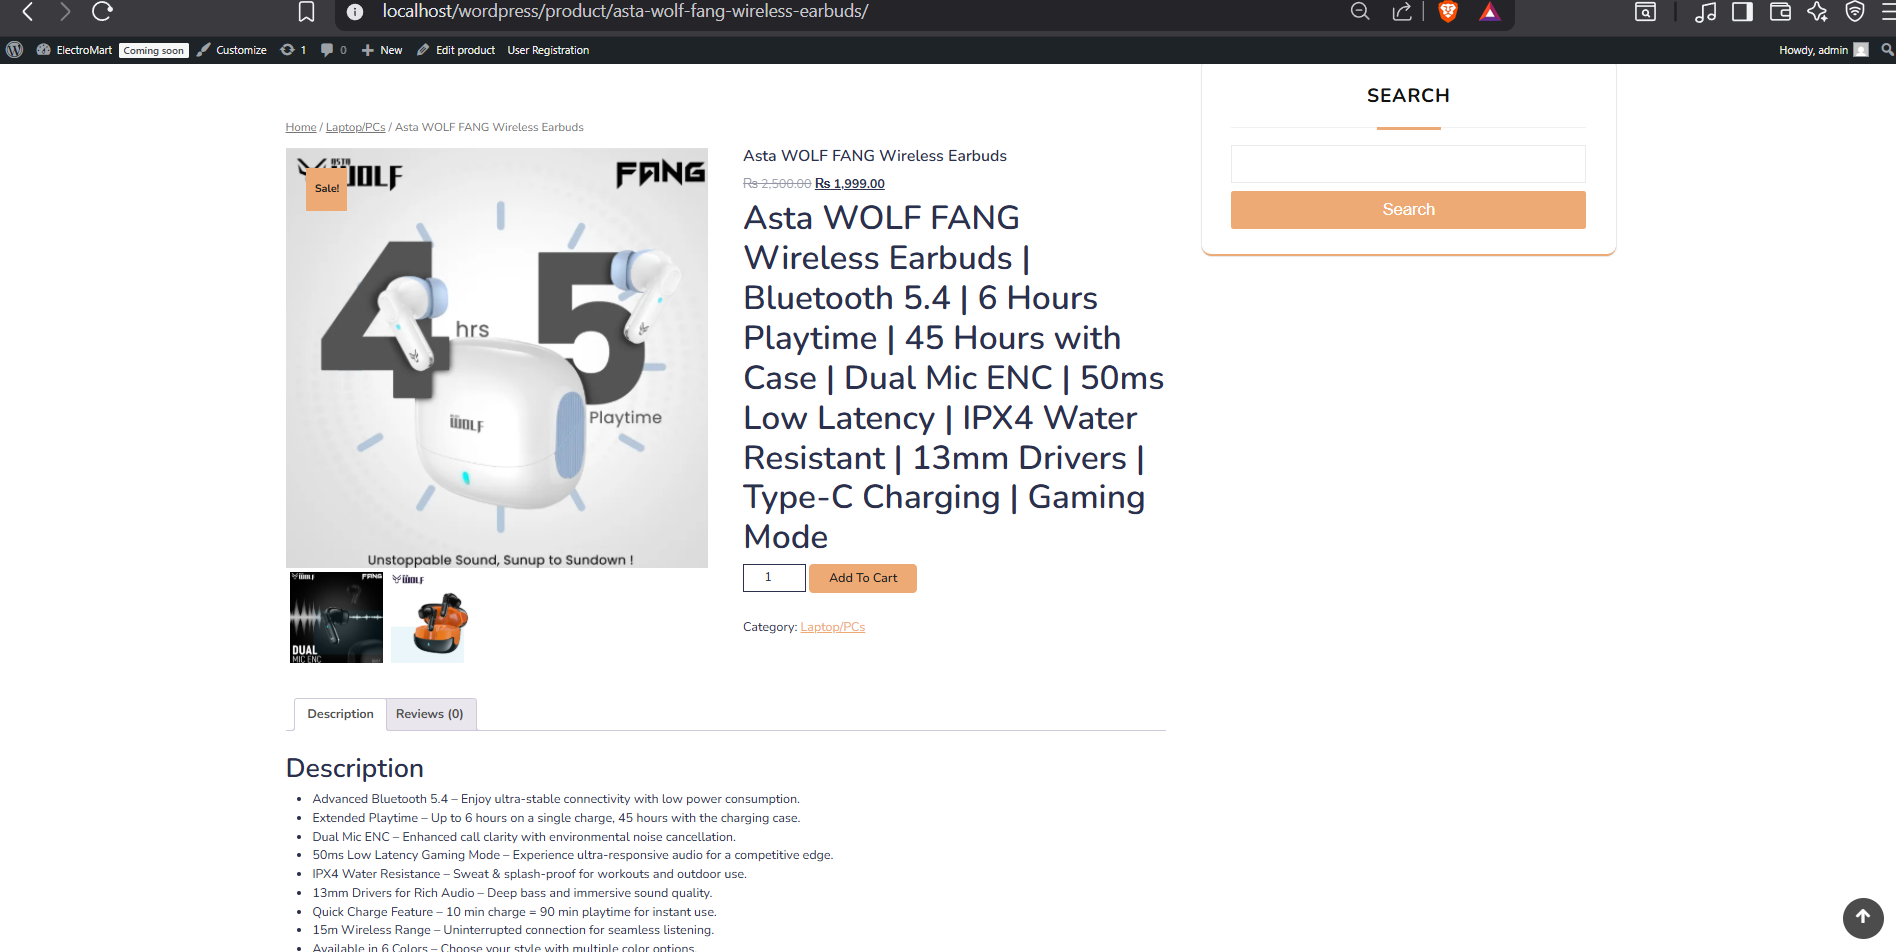 localhost/wordpress/product/asta-wolf-fang-wireless-earbuds/
ElectroMart Coming soon Customize 1 0 New Edit product User Registration Howdy, admin
SEARCH
Search
Home / Laptop/PCs / Asta WOLF FANG Wireless Earbuds
ASTA
WOLF
FANG
Sale!
45
hrs
Playtime
WOLF
Unstoppable Sound, Sunup to Sundown !
WOLF
FANG
DUAL
MIC ENC
WOLF
Asta WOLF FANG Wireless Earbuds
₨ 2,500.00 ₨ 1,999.00
Asta WOLF FANG
Wireless Earbuds |
Bluetooth 5.4 | 6 Hours
Playtime | 45 Hours with
Case | Dual Mic ENC | 50ms
Low Latency | IPX4 Water
Resistant | 13mm Drivers |
Type-C Charging | Gaming
Mode
1 Add To Cart
Category: Laptop/PCs
Description Reviews (0)
Description
• Advanced Bluetooth 5.4 – Enjoy ultra-stable connectivity with low power consumption.
• Extended Playtime – Up to 6 hours on a single charge, 45 hours with the charging case.
• Dual Mic ENC – Enhanced call clarity with environmental noise cancellation.
• 50ms Low Latency Gaming Mode – Experience ultra-responsive audio for a competitive edge.
• IPX4 Water Resistance – Sweat & splash-proof for workouts and outdoor use.
• 13mm Drivers for Rich Audio – Deep bass and immersive sound quality.
• Quick Charge Feature – 10 min charge = 90 min playtime for instant use.
• 15m Wireless Range – Uninterrupted connection for seamless listening.
• Available in 6 Colors – Choose your style with multiple color options.